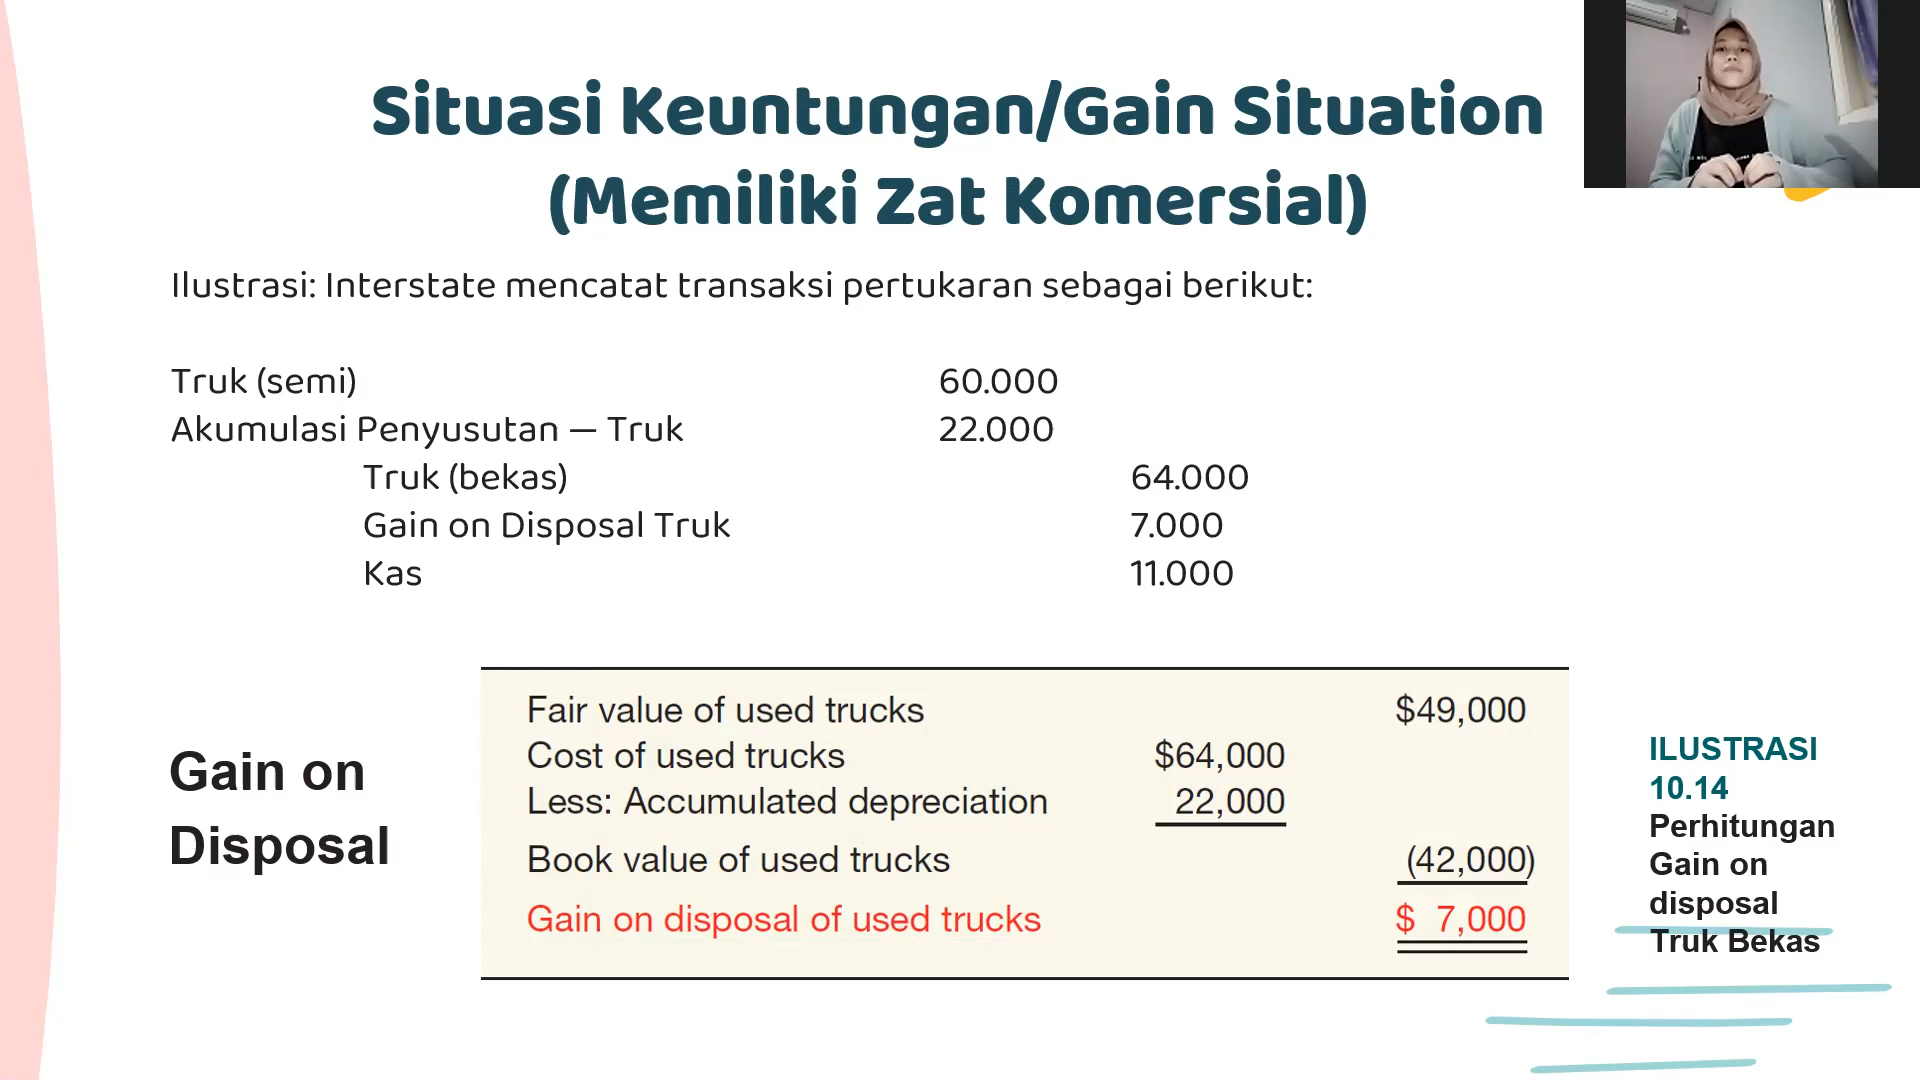 Situasi Keuntungan/Gain Situation
(Memiliki Zat Komersial)
Ilustrasi: Interstate mencatat transaksi pertukaran sebagai berikut:
Truk (semi) 60.000
Akumulasi Penyusutan — Truk 22.000
Truk (bekas) 64.000
Gain on Disposal Truk 7.000
Kas 11.000
Gain on
Disposal
Fair value of used trucks $49,000
Cost of used trucks $64,000
Less: Accumulated depreciation 22,000
Book value of used trucks (42,000)
Gain on disposal of used trucks $ 7,000
ILUSTRASI
10.14
Perhitungan
Gain on
disposal
Truk Bekas